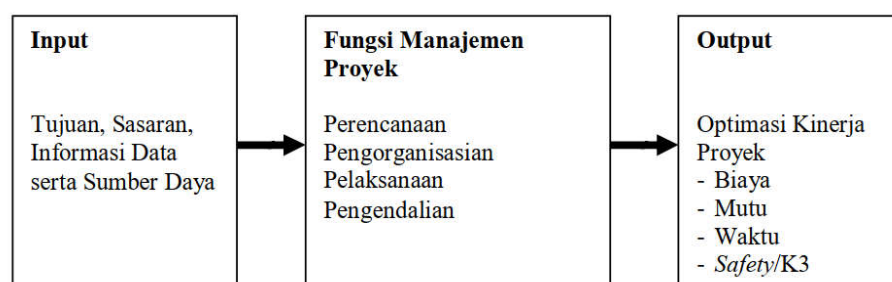 Input
Tujuan, Sasaran,
Informasi Data
serta Sumber Daya
Fungsi Manajemen
Proyek
Perencanaan
Pengorganisasian
Pelaksanaan
Pengendalian
Output
Optimasi Kinerja
Proyek
- Biaya
- Mutu
- Waktu
- Safety/K3